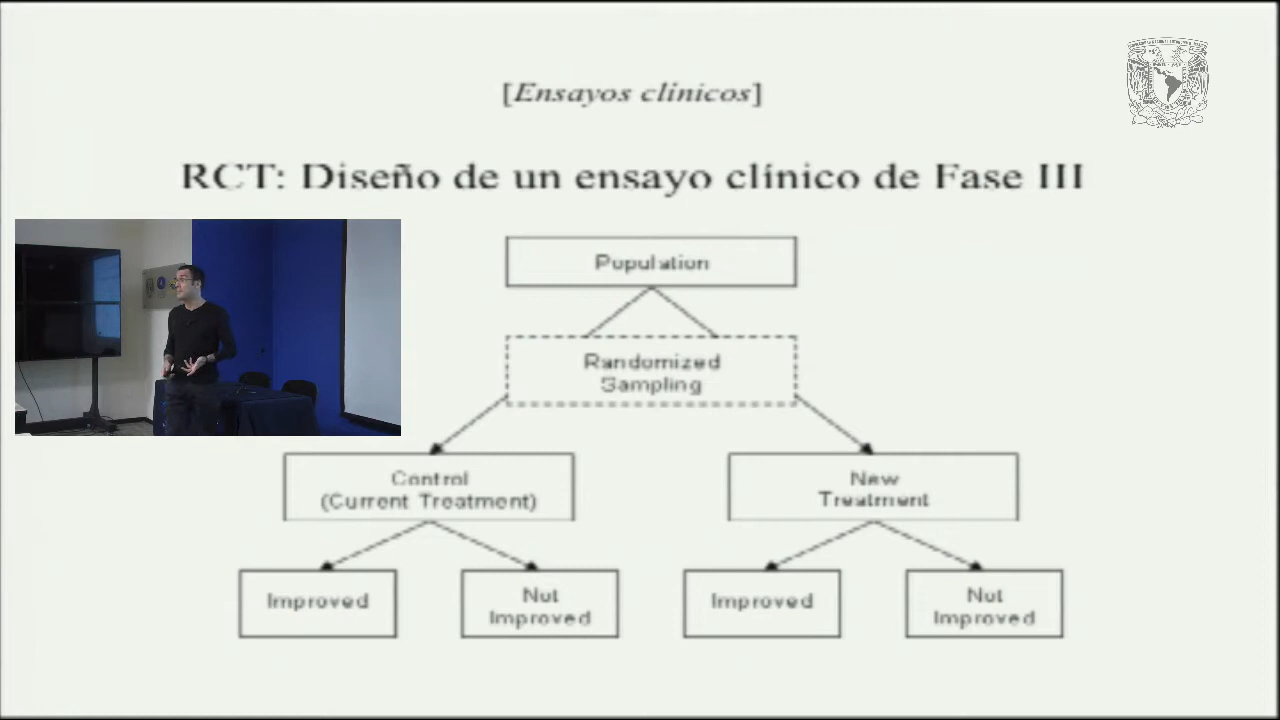 [Ensayos clínicos]
RCT: Diseño de un ensayo clínico de Fase III
Population
Randomized
Sampling
Control
(Current Treatment)
New
Treatment
Improved
Not
Improved
Improved
Not
Improved